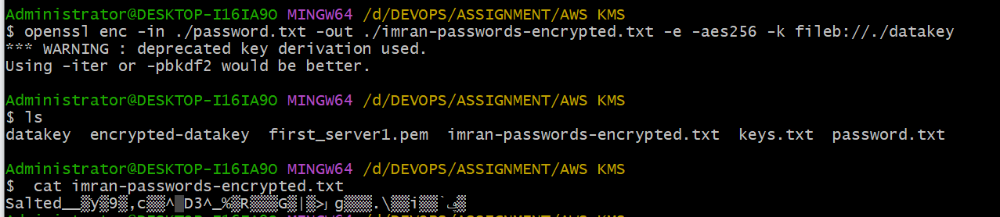 Administrator@DESKTOP-I16IA9O MINGW64 /d/DEVOPS/ASSIGNMENT/AWS KMS
$ openssl enc -in ./password.txt -out ./imran-passwords-encrypted.txt -e -aes256 -k fileb://./datakey
*** WARNING : deprecated key derivation used.
Using -iter or -pbkdf2 would be better.
Administrator@DESKTOP-I16IA9O MINGW64 /d/DEVOPS/ASSIGNMENT/AWS KMS
$ ls
datakey encrypted-datakey first_server1.pem imran-passwords-encrypted.txt keys.txt password.txt
Administrator@DESKTOP-I16IA9O MINGW64 /d/DEVOPS/ASSIGNMENT/AWS KMS
$ cat imran-passwords-encrypted.txt
Salted__▒y▒9▒,c▒▒^